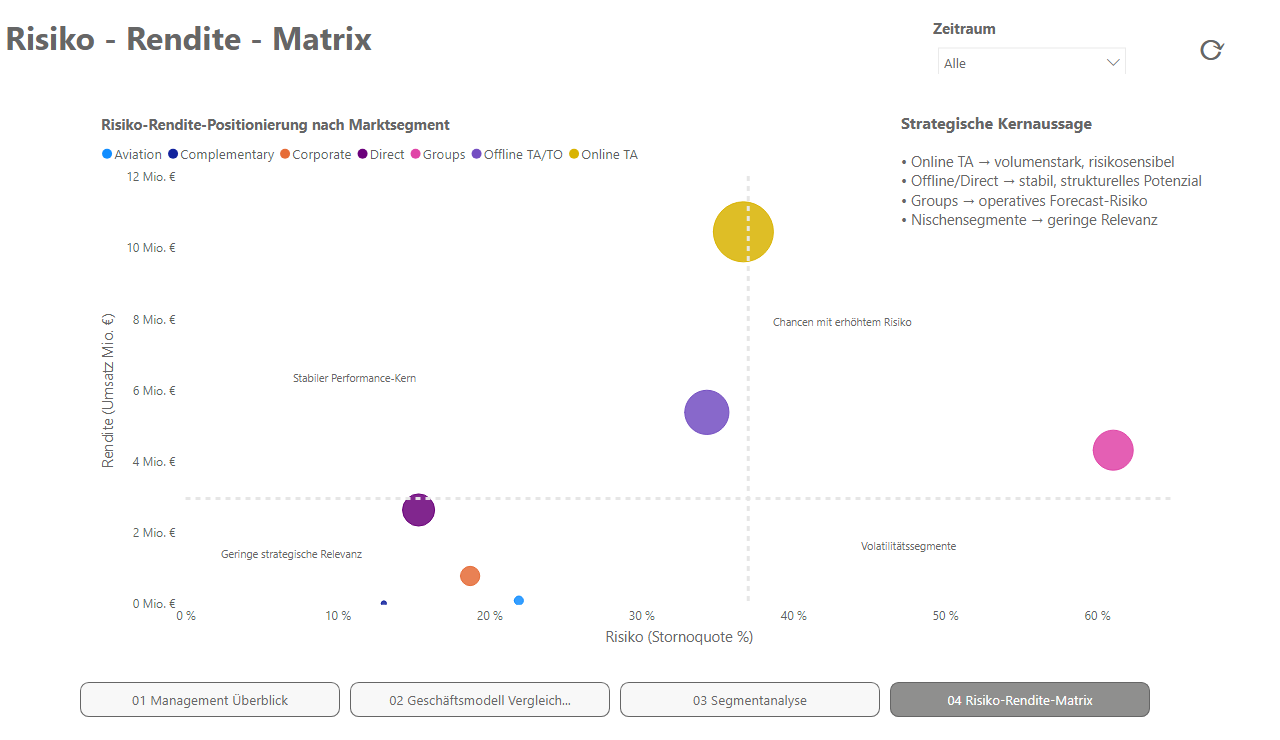 Risiko - Rendite - Matrix
Zeitraum
Alle
Risiko-Rendite-Positionierung nach Marktsegment
Aviation Complementary Corporate Direct Groups Offline TA/TO Online TA
Strategische Kernaussage
• Online TA → volumenstark, risikosensibel
• Offline/Direct → stabil, strukturelles Potenzial
• Groups → operatives Forecast-Risiko
• Nischensegmente → geringe Relevanz
12 Mio. €
10 Mio. €
8 Mio. €
6 Mio. €
4 Mio. €
2 Mio. €
0 Mio. €
Rendite (Umsatz Mio. €)
Chancen mit erhöhtem Risiko
Stabiler Performance-Kern
Volatilitätssegmente
Geringe strategische Relevanz
0 % 10 % 20 % 30 % 40 % 50 % 60 %
Risiko (Stornoquote %)
01 Management Überblick
02 Geschäftsmodell Vergleich...
03 Segmentanalyse
04 Risiko-Rendite-Matrix